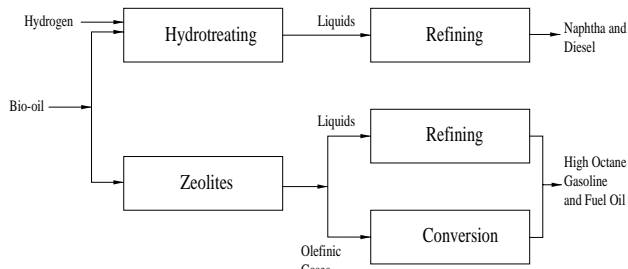 Hydrogen
Hydrotreating
Liquids
Refining
Naphtha and
Diesel
Bio-oil
Zeolites
Liquids
Refining
High Octane
Gasoline
and Fuel Oil
Conversion
Olefinic